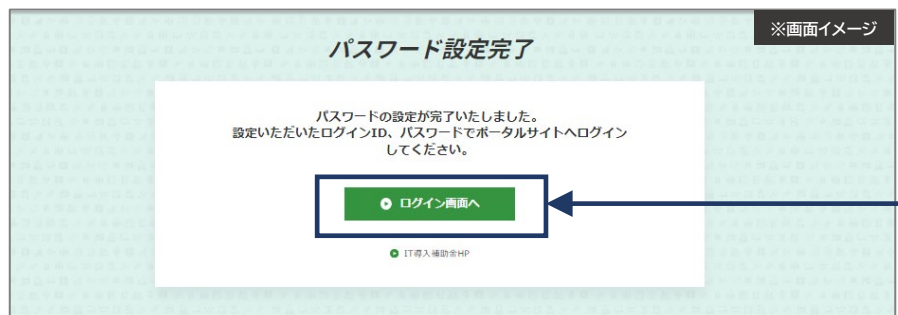 ※画面イメージ
パスワード設定完了
パスワードの設定が完了いたしました。
設定いただいたログインID、パスワードでポータルサイトへログイン
してください。
ログイン画面へ
IT導入補助金HP